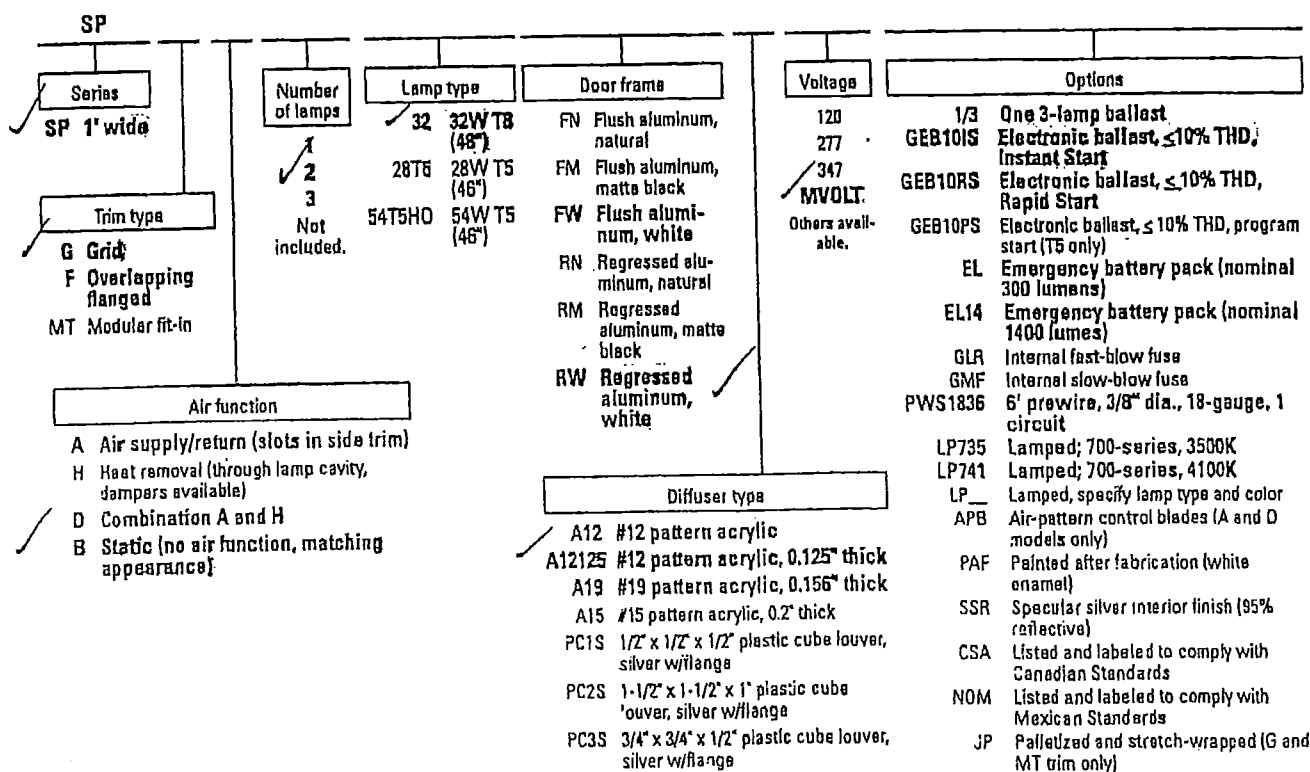 SP
Series
SP 1' wide
Trim type
G Grid
F Overlapping
flanged
MT Modular fit-in
Air function
A Air supply/return (slots in side trim)
H Heat removal (through lamp cavity,
dampers available)
D Combination A and H
B Static (no air function, matching
appearance)
Number
of lamps
1
2
3
Not
included.
Lamp type
32 32W T8
(48")
28T5 28W T5
(46")
54T5HO 54W T5
(46")
Door frame
FN Flush aluminum,
natural
FM Flush aluminum,
matte black
FW Flush alumi-
num, white
RN Regressed alu-
minum, natural
RM Regressed
aluminum, matte
black
RW Regressed
aluminum,
white
Diffuser type
A12 #12 pattern acrylic
A12125 #12 pattern acrylic, 0.125" thick
A19 #19 pattern acrylic, 0.156" thick
A15 #15 pattern acrylic, 0.2" thick
PC1S 1/2" x 1/2" x 1/2" plastic cube louver,
silver w/flange
PC2S 1-1/2" x 1-1/2" x 1" plastic cube
'ouver, silver w/flange
PC3S 3/4" x 3/4" x 1/2" plastic cube louver,
silver w/flange
Voltage
120
277
347
MVOLT.
Others avail-
able.
Options
1/3 One 3-lamp ballast
GEB10IS Electronic ballast, ≤10% THD,
Instant Start
GEB10RS Electronic ballast, ≤10% THD,
Rapid Start
GEB10PS Electronic ballast, ≤ 10% THD, program
start (T5 only)
EL Emergency battery pack (nominal
300 lumens)
EL14 Emergency battery pack (nominal
1400 lumes)
GLR Internal fast-blow fuse
GMF Internal slow-blow fuse
PWS1836 6' prewire, 3/8" dia., 18-gauge, 1
circuit
LP735 Lamped; 700-series, 3500K
LP741 Lamped; 700-series, 4100K
LP__ Lamped, specify lamp type and color
APB Air-pattern control blades (A and D
models only)
PAF Painted after fabrication (white
enamel)
SSR Specular silver interior finish (95%
reflective)
CSA Listed and labeled to comply with
Canadian Standards
NOM Listed and labeled to comply with
Mexican Standards
JP Palletized and stretch-wrapped (G and
MT trim only)